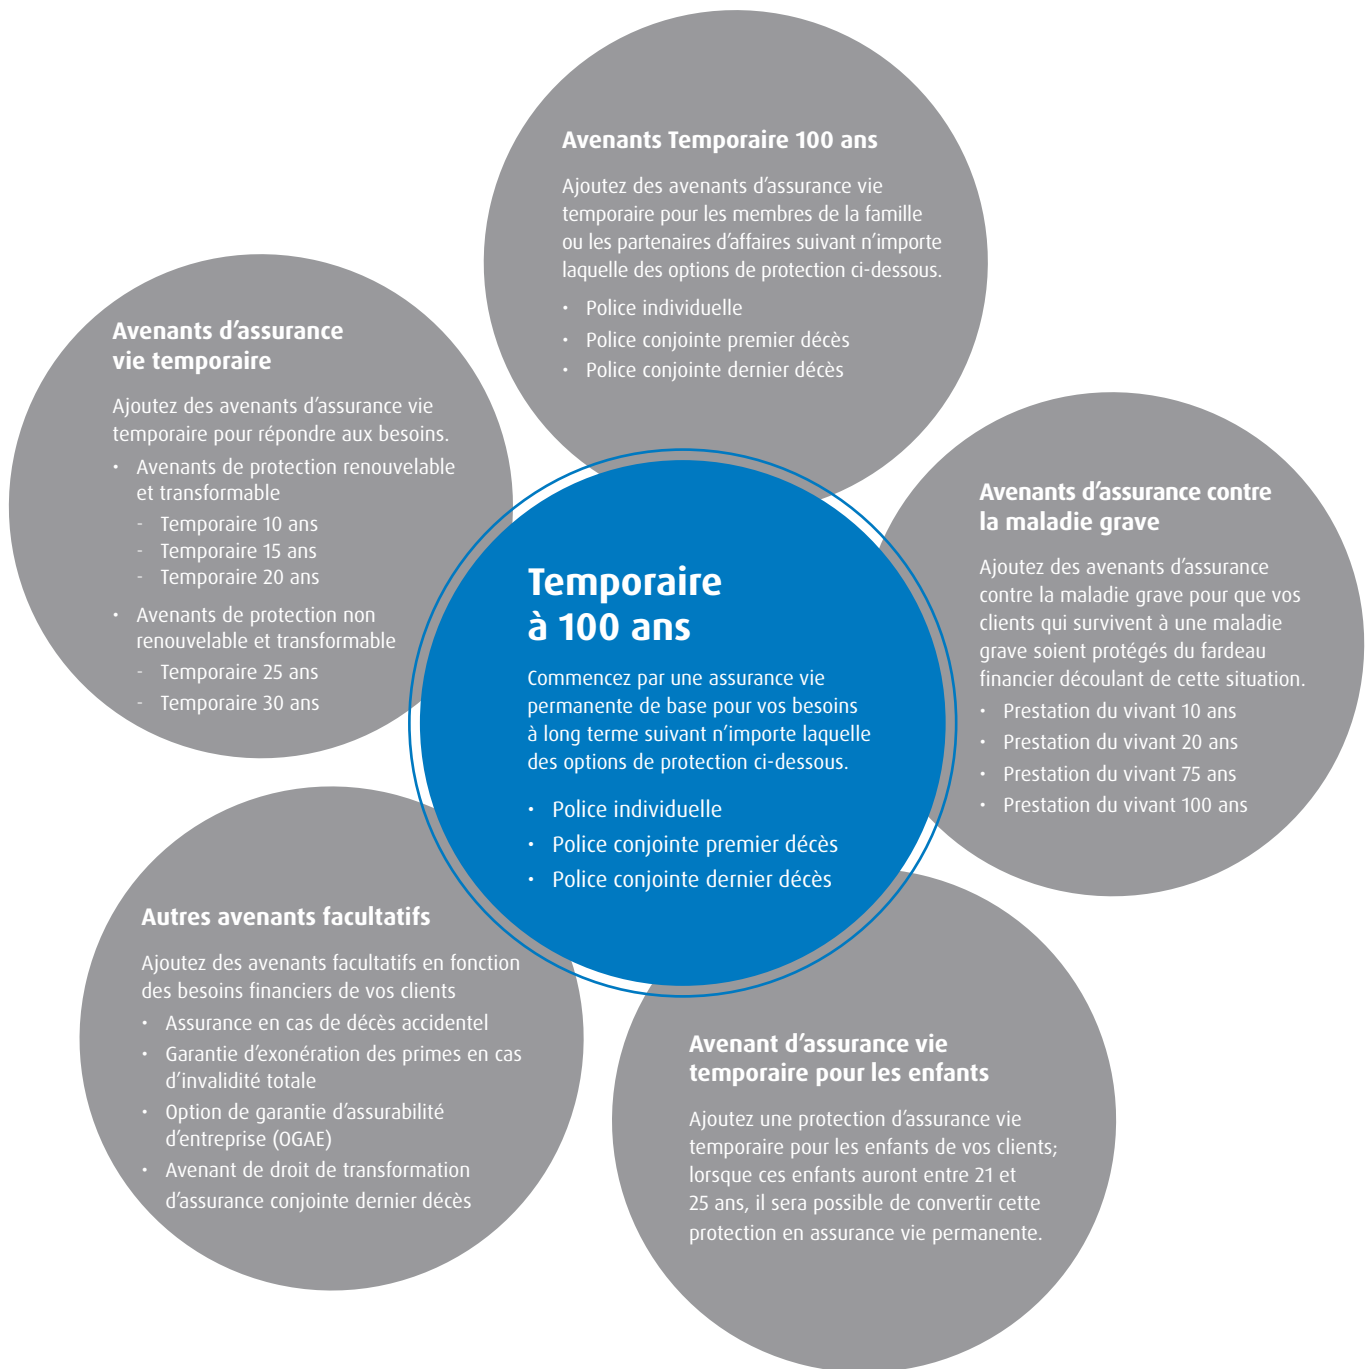 Avenants Temporaire 100 ans
Ajoutez des avenants d’assurance vie
temporaire pour les membres de la famille
ou les partenaires d’affaires suivant n’importe
laquelle des options de protection ci-dessous.
• Police individuelle
• Police conjointe premier décès
• Police conjointe dernier décès
Avenants d’assurance
vie temporaire
Ajoutez des avenants d’assurance vie
temporaire pour répondre aux besoins.
• Avenants de protection renouvelable
et transformable
- Temporaire 10 ans
- Temporaire 15 ans
- Temporaire 20 ans
• Avenants de protection non
renouvelable et transformable
- Temporaire 25 ans
- Temporaire 30 ans
Avenants d’assurance contre
la maladie grave
Ajoutez des avenants d’assurance
contre la maladie grave pour que vos
clients qui survivent à une maladie
grave soient protégés du fardeau
financier découlant de cette situation.
• Prestation du vivant 10 ans
• Prestation du vivant 20 ans
• Prestation du vivant 75 ans
• Prestation du vivant 100 ans
Temporaire
à 100 ans
Commencez par une assurance vie
permanente de base pour vos besoins
à long terme suivant n’importe laquelle
des options de protection ci-dessous.
• Police individuelle
• Police conjointe premier décès
• Police conjointe dernier décès
Autres avenants facultatifs
Ajoutez des avenants facultatifs en fonction
des besoins financiers de vos clients
• Assurance en cas de décès accidentel
• Garantie d’exonération des primes en cas
d’invalidité totale
• Option de garantie d’assurabilité
d’entreprise (OGAE)
• Avenant de droit de transformation
d’assurance conjointe dernier décès
Avenant d’assurance vie
temporaire pour les enfants
Ajoutez une protection d’assurance vie
temporaire pour les enfants de vos clients;
lorsque ces enfants auront entre 21 et
25 ans, il sera possible de convertir cette
protection en assurance vie permanente.